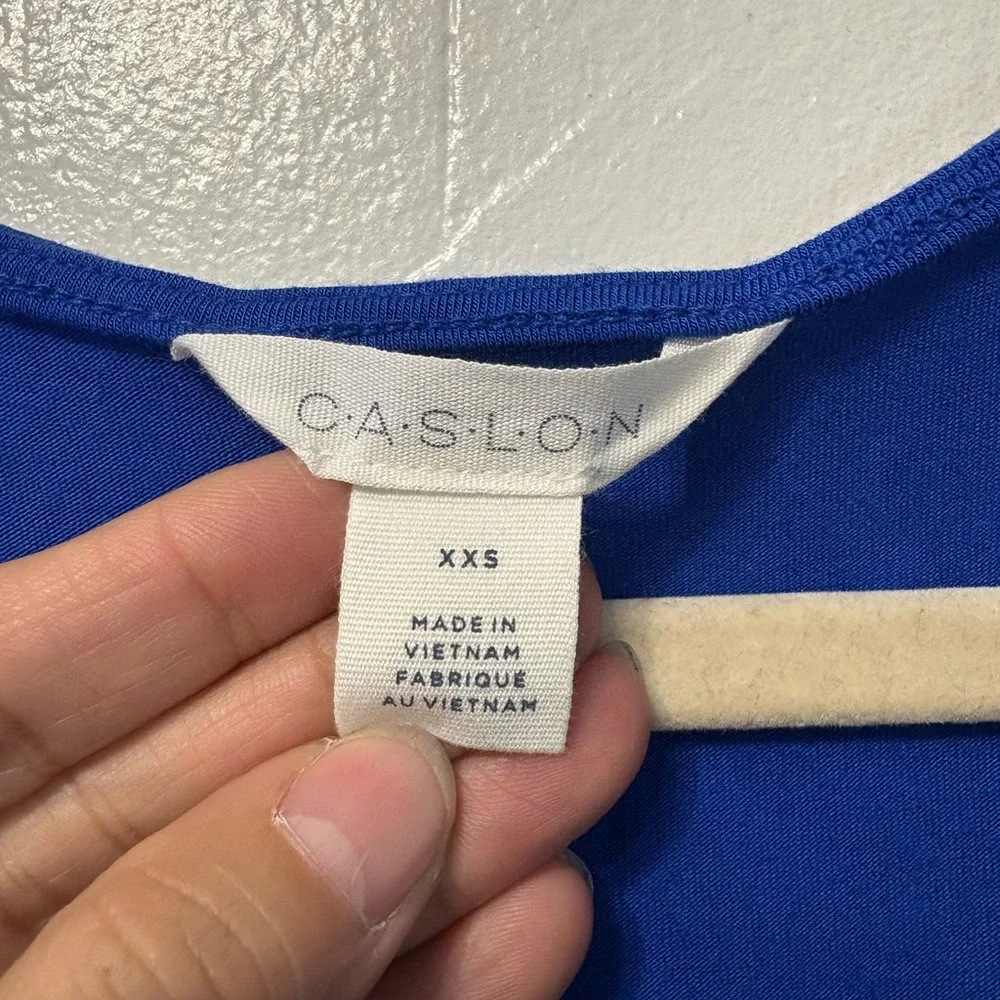 C·A·S·L·O·N
XXS
MADE IN
VIETNAM
FABRIQUÉ
AU VIETNAM